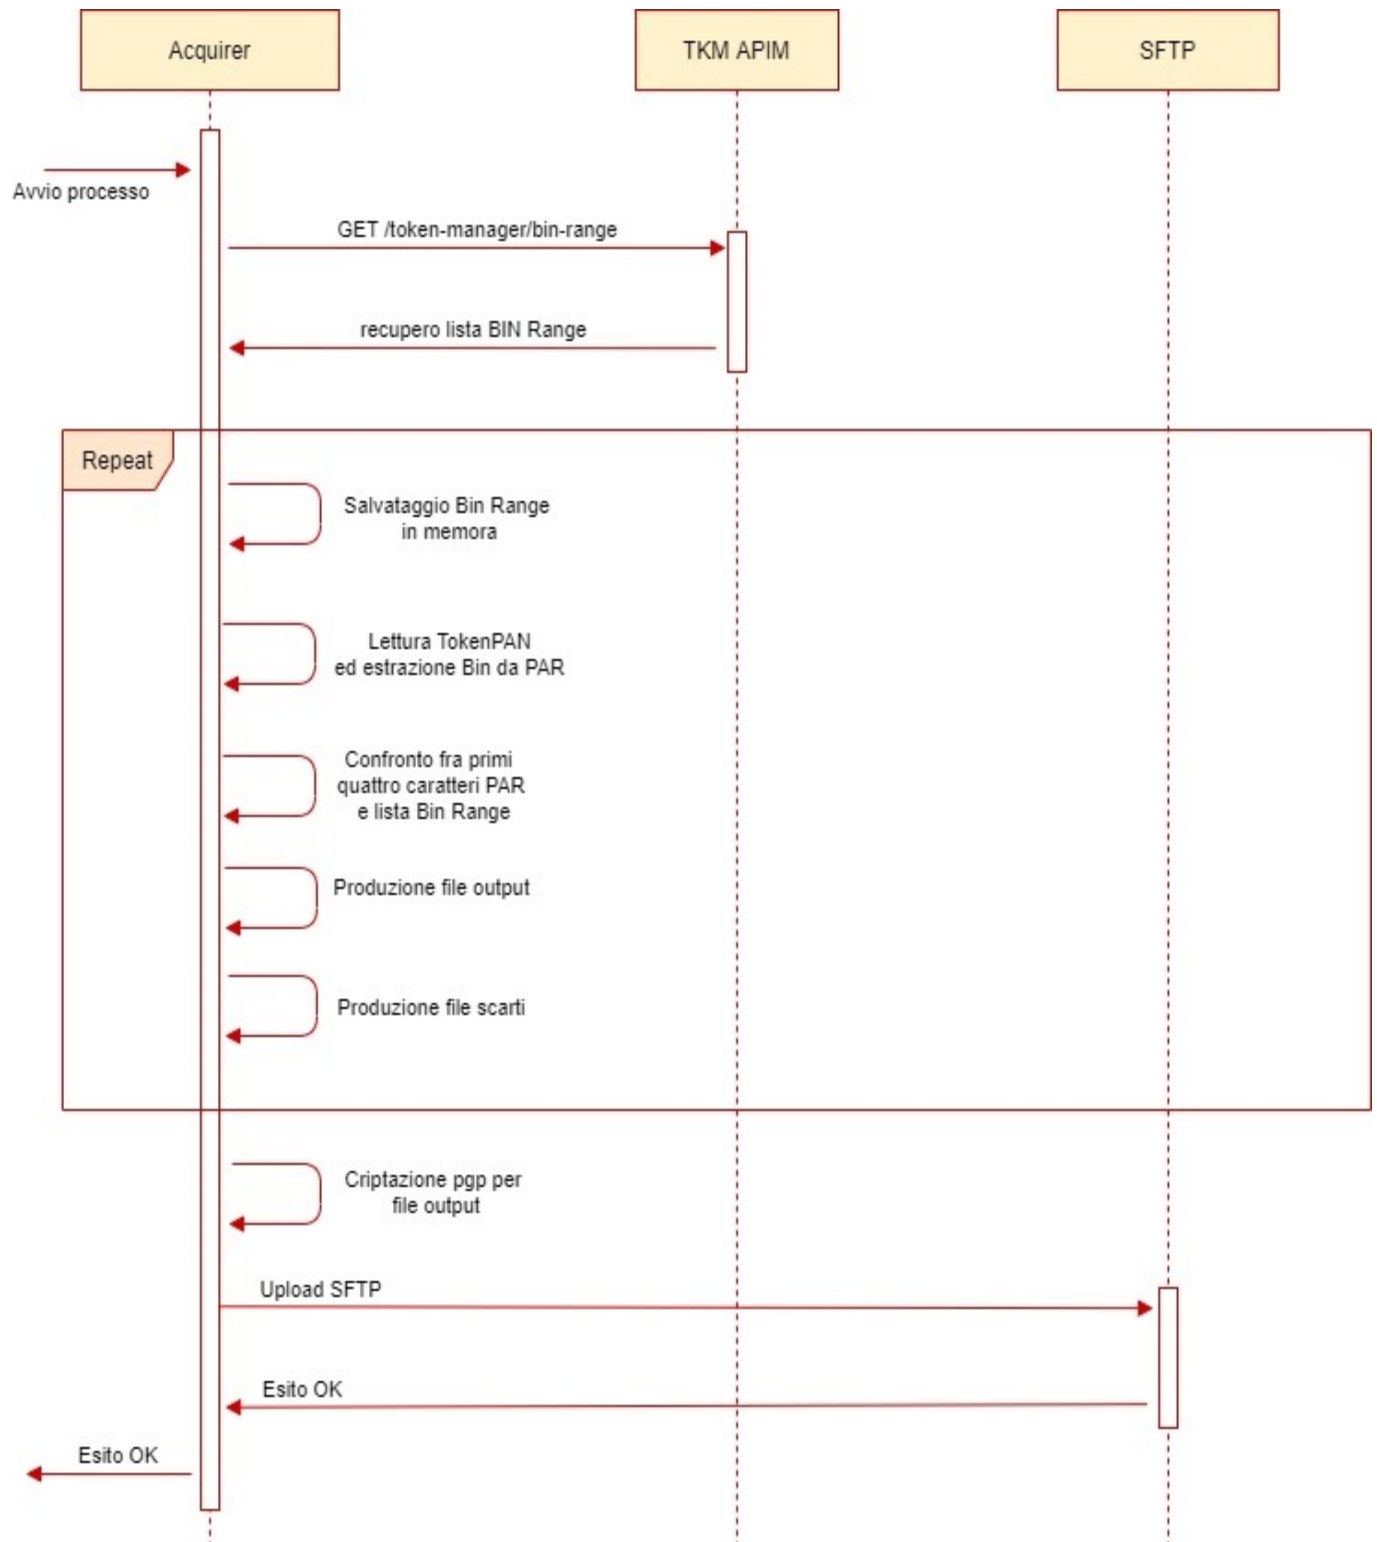 Acquirer
TKM APIM
SFTP
Avvio processo
GET /token-manager/bin-range
recupero lista BIN Range
Repeat
Salvataggio Bin Range
in memora
Lettura TokenPAN
ed estrazione Bin da PAR
Confronto fra primi
quattro caratteri PAR
e lista Bin Range
Produzione file output
Produzione file scarti
Criptazione pgp per
file output
Upload SFTP
Esito OK
Esito OK